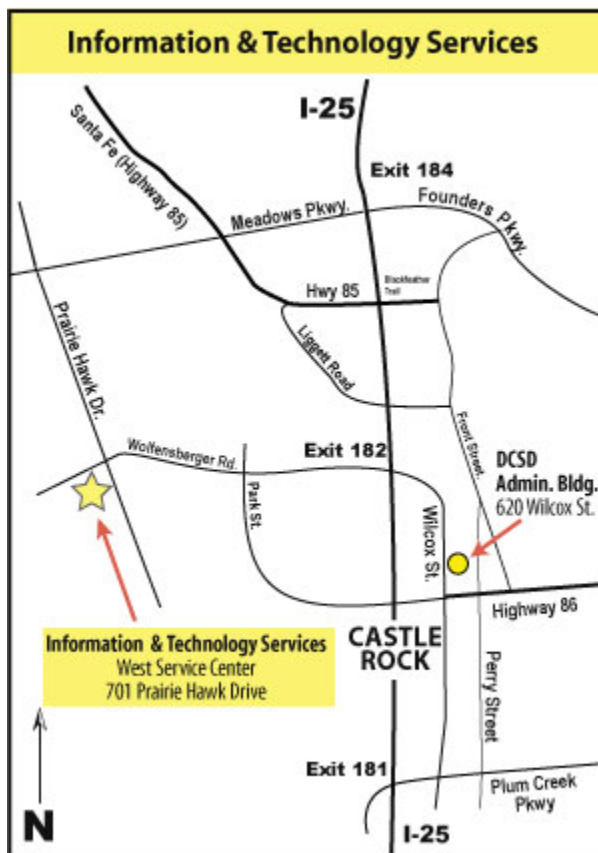 Information & Technology Services
I-25
Santa Fe (Highway 85)
Exit 184
Founders Pkwy.
Meadows Pkwy.
Blackfeather
Trail
Hwy 85
Prairie Hawk Dr.
Liggett Road
Front Street.
Wolfensberger Rd.
Exit 182
DCSD
Admin. Bldg.
620 Wilcox St.
Park St.
Wilcox St.
Highway 86
Information & Technology Services
West Service Center
701 Prairie Hawk Drive
CASTLE
ROCK
Perry Street
Exit 181
Plum Creek
Pkwy
N
I-25